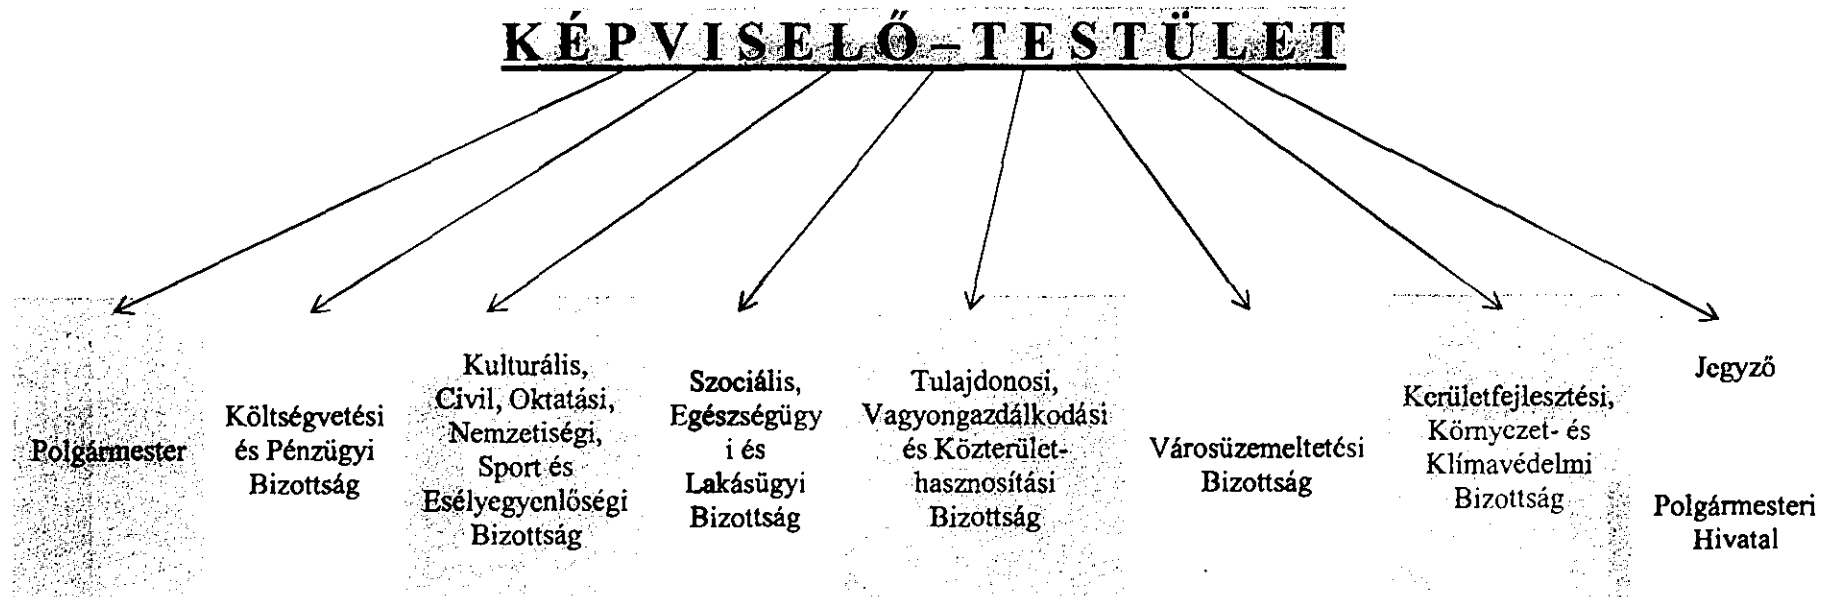 KÉPVISELŐ–TESTÜLET
Polgármester
Költségvetési
és Pénzügyi
Bizottság
Kulturális,
Civil, Oktatási,
Nemzetiségi,
Sport és
Esélyegyenlőségi
Bizottság
Szociális,
Egészségügy
i és
Lakásügyi
Bizottság
Tulajdonosi,
Vagyongazdálkodási
és Közterület-
hasznosítási
Bizottság
Városüzemeltetési
Bizottság
Kerületfejlesztési,
Környezet- és
Klímavédelmi
Bizottság
Jegyző
Polgármesteri
Hivatal